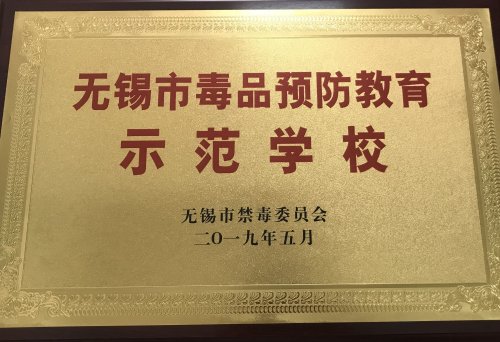 无锡市毒品预防教育
示范学校
无锡市禁毒委员会
二〇一九年五月